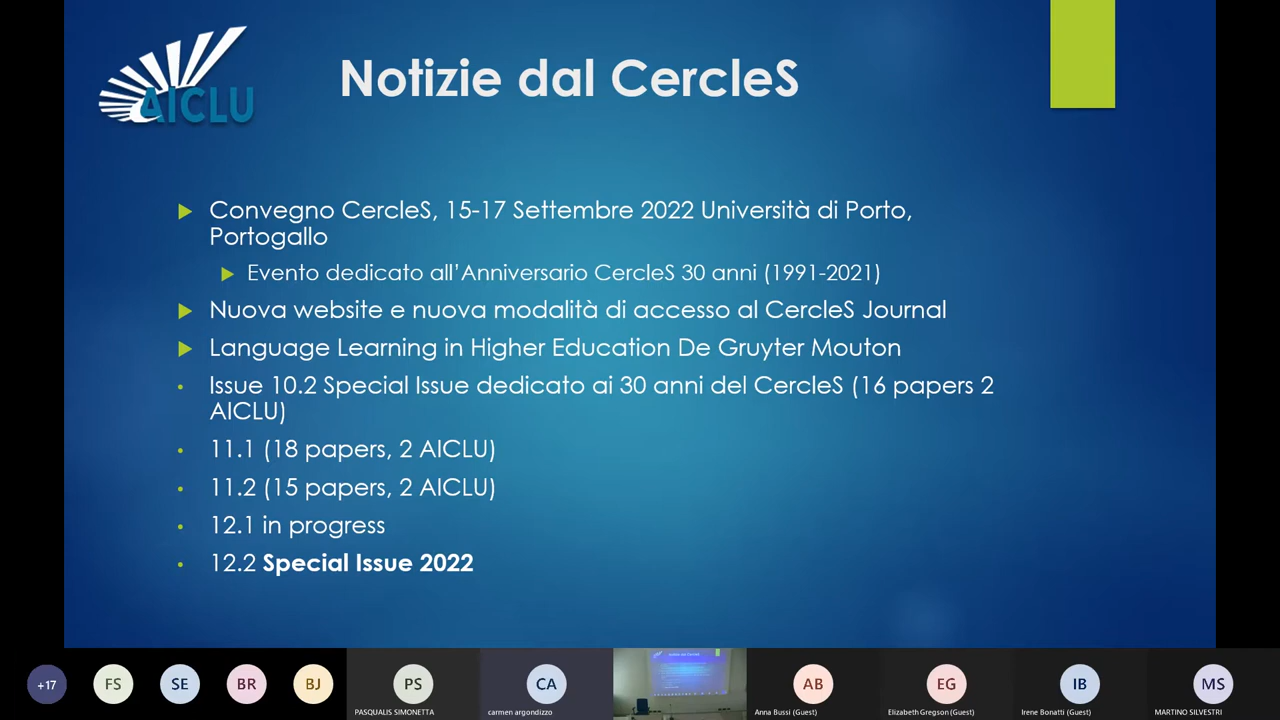 AICLU
Notizie dal CercleS
Convegno CercleS, 15-17 Settembre 2022 Università di Porto,
Portogallo
Evento dedicato all'Anniversario CercleS 30 anni (1991-2021)
Nuova website e nuova modalità di accesso al CercleS Journal
Language Learning in Higher Education De Gruyter Mouton
Issue 10.2 Special Issue dedicato ai 30 anni del CercleS (16 papers 2
AICLU)
11.1 (18 papers, 2 AICLU)
11.2 (15 papers, 2 AICLU)
12.1 in progress
12.2 Special Issue 2022
+17 FS SE BR BJ PS CA AB EG IB MS
PASQUALIS SIMONETTA carmen argondizzo Anna Bussi (Guest) Elizabeth Gregson (Guest) Irene Bonatti (Guest) MARTINO SILVESTRI